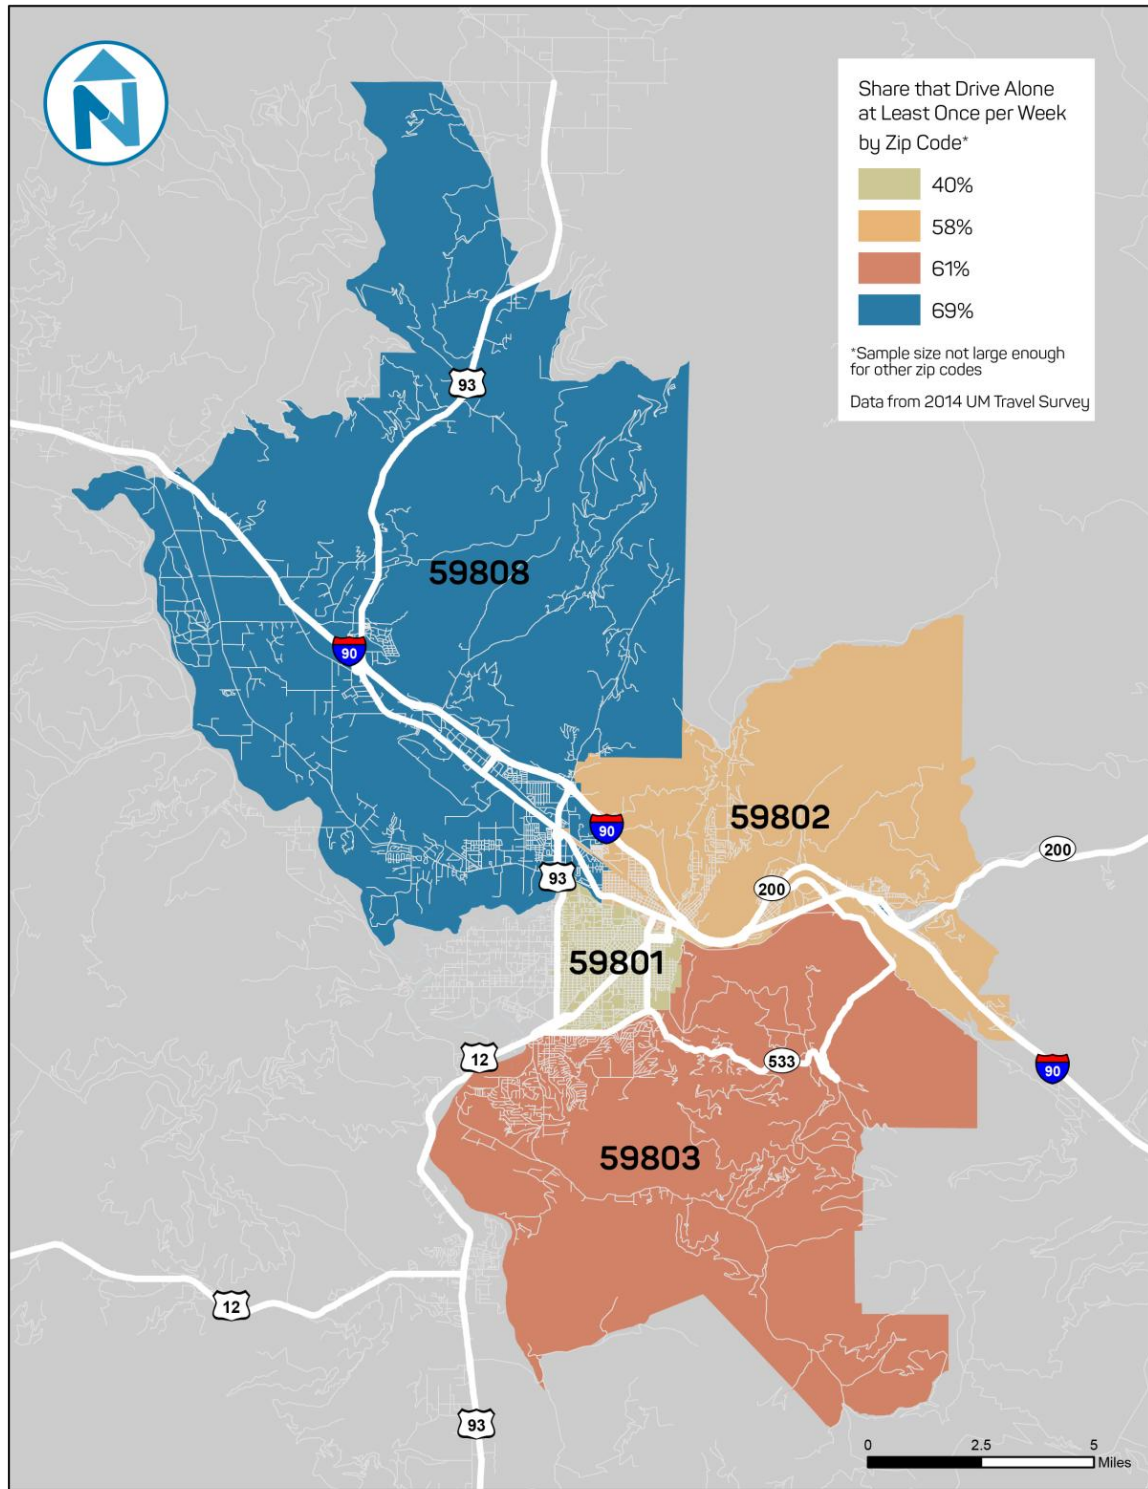 N
Share that Drive Alone
at Least Once per Week
by Zip Code*
40%
58%
61%
69%
*Sample size not large enough
for other zip codes
Data from 2014 UM Travel Survey
93
59808
90
59802
90
200
93
200
59801
12
533
90
59803
12
93
0 2.5 5
Miles